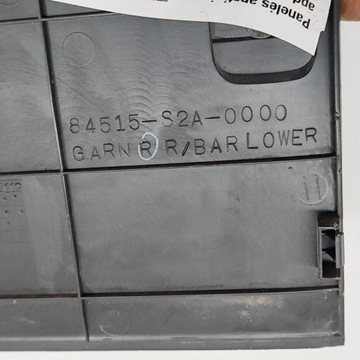 Paneles
84515-S2A-0000
GARN R R/BAR LOWER